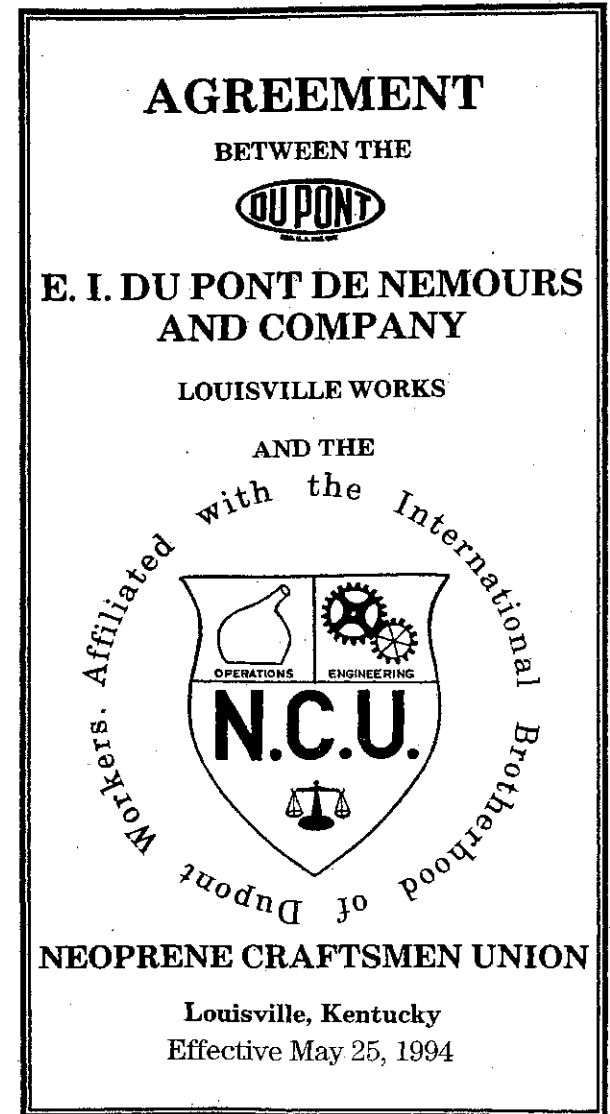 AGREEMENT
BETWEEN THE
DU PONT
E. I. DU PONT DE NEMOURS
AND COMPANY
LOUISVILLE WORKS
AND THE
Affiliated with the International Brotherhood of Dupont Workers.
OPERATIONS ENGINEERING
N.C.U.
NEOPRENE CRAFTSMEN UNION
Louisville, Kentucky
Effective May 25, 1994